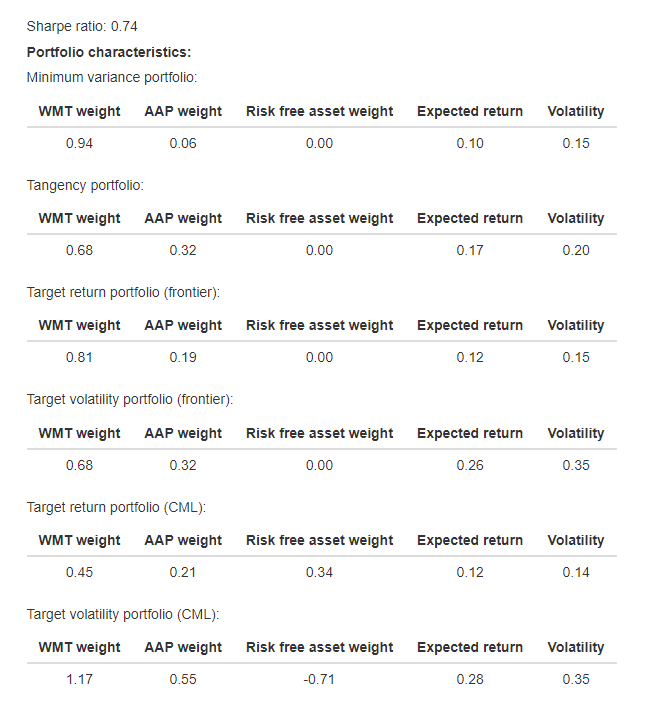 Sharpe ratio: 0.74
Portfolio characteristics:
Minimum variance portfolio:
WMT weight AAP weight Risk free asset weight Expected return Volatility
0.94 0.06 0.00 0.10 0.15
Tangency portfolio:
WMT weight AAP weight Risk free asset weight Expected return Volatility
0.68 0.32 0.00 0.17 0.20
Target return portfolio (frontier):
WMT weight AAP weight Risk free asset weight Expected return Volatility
0.81 0.19 0.00 0.12 0.15
Target volatility portfolio (frontier):
WMT weight AAP weight Risk free asset weight Expected return Volatility
0.68 0.32 0.00 0.26 0.35
Target return portfolio (CML):
WMT weight AAP weight Risk free asset weight Expected return Volatility
0.45 0.21 0.34 0.12 0.14
Target volatility portfolio (CML):
WMT weight AAP weight Risk free asset weight Expected return Volatility
1.17 0.55 -0.71 0.28 0.35